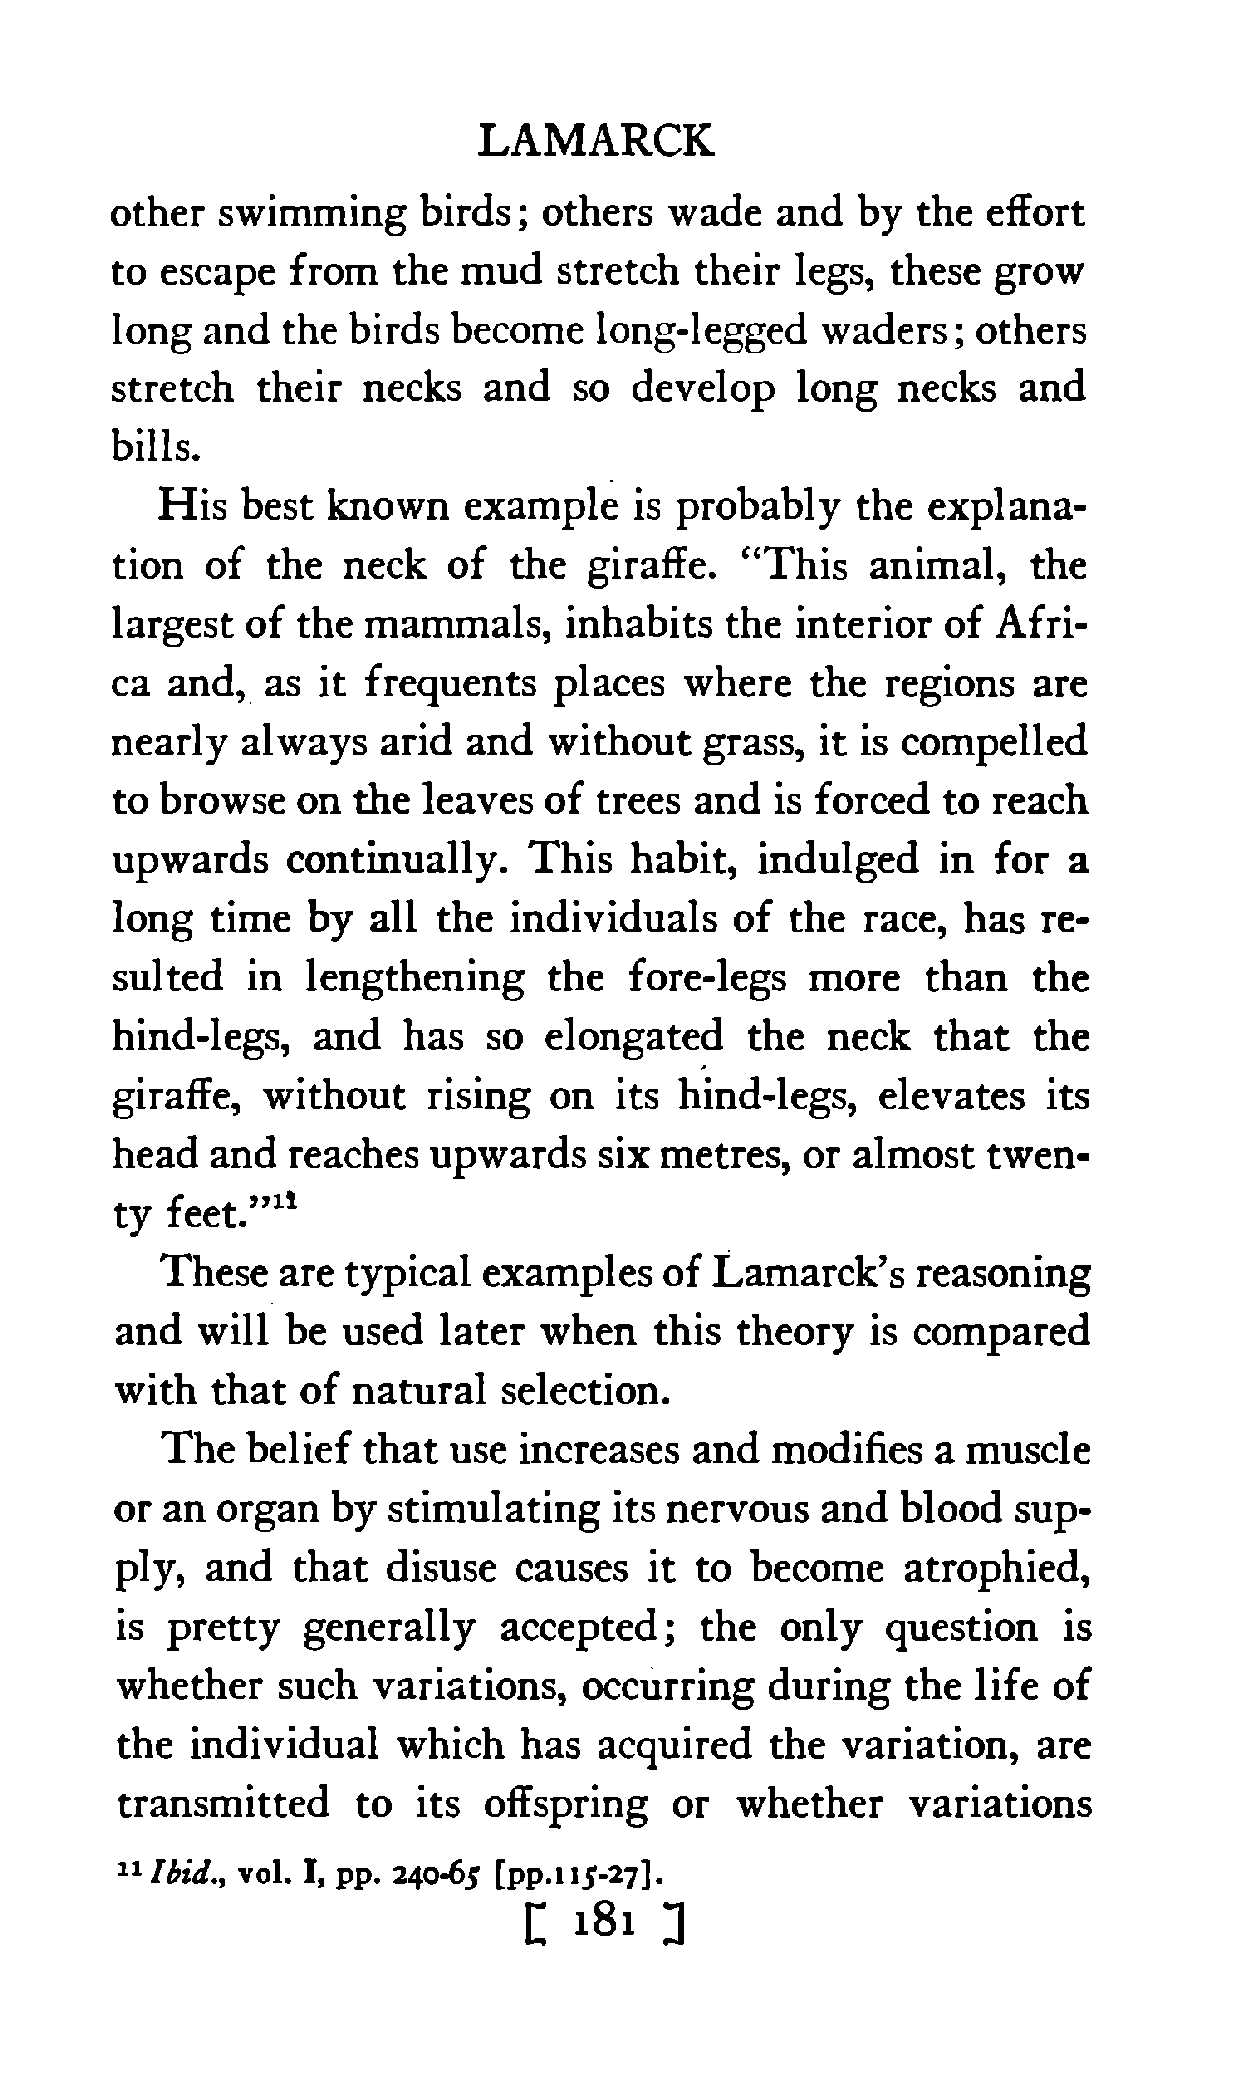 LAMARCK
other swimming birds; others wade and by the effort
to escape from the mud stretch their legs, these grow
long and the birds become long-legged waders; others
stretch their necks and so develop long necks and
bills.
His best known example is probably the explana-
tion of the neck of the giraffe. “This animal, the
largest of the mammals, inhabits the interior of Afri-
ca and, as it frequents places where the regions are
nearly always arid and without grass, it is compelled
to browse on the leaves of trees and is forced to reach
upwards continually. This habit, indulged in for a
long time by all the individuals of the race, has re-
sulted in lengthening the fore-legs more than the
hind-legs, and has so elongated the neck that the
giraffe, without rising on its hind-legs, elevates its
head and reaches upwards six metres, or almost twen-
ty feet.”¹¹
These are typical examples of Lamarck’s reasoning
and will be used later when this theory is compared
with that of natural selection.
The belief that use increases and modifies a muscle
or an organ by stimulating its nervous and blood sup-
ply, and that disuse causes it to become atrophied,
is pretty generally accepted; the only question is
whether such variations, occurring during the life of
the individual which has acquired the variation, are
transmitted to its offspring or whether variations
¹¹ Ibid., vol. I, pp. 240-65 [pp.115-27].
[ 181 ]